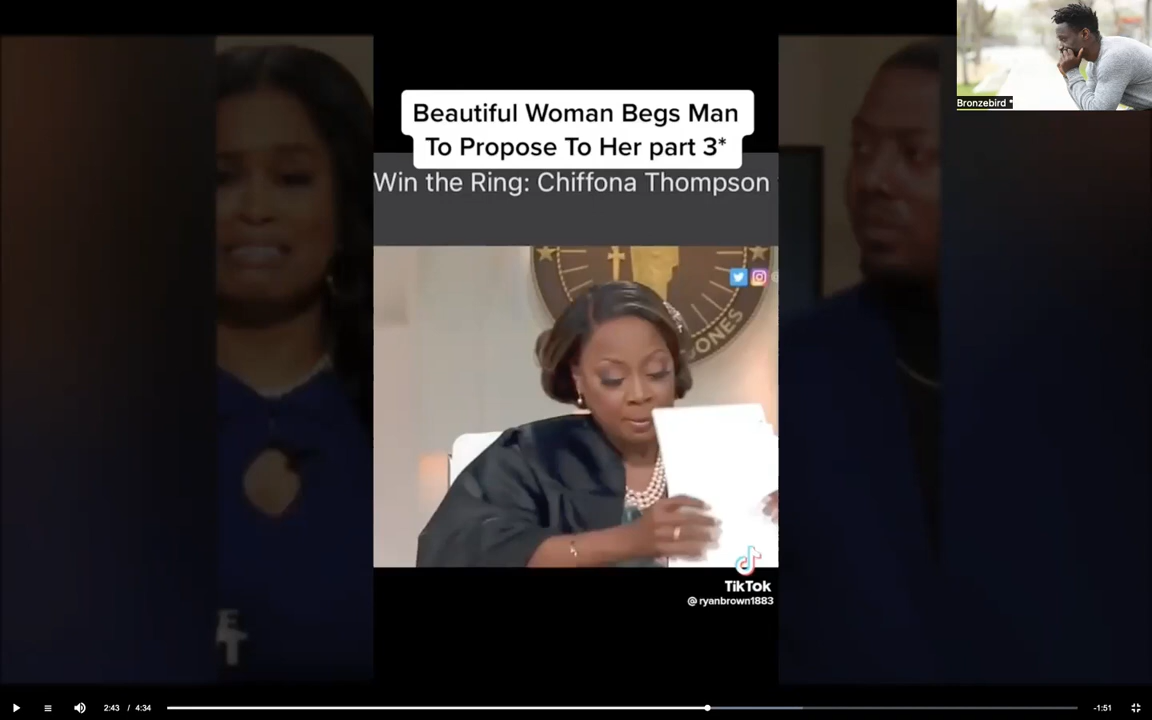 Bronzebird *
Beautiful Woman Begs Man
To Propose To Her part 3*
Win the Ring: Chiffona Thompson
JONES
TikTok
@ryanbrown1883
2:43 / 4:34
-1:51